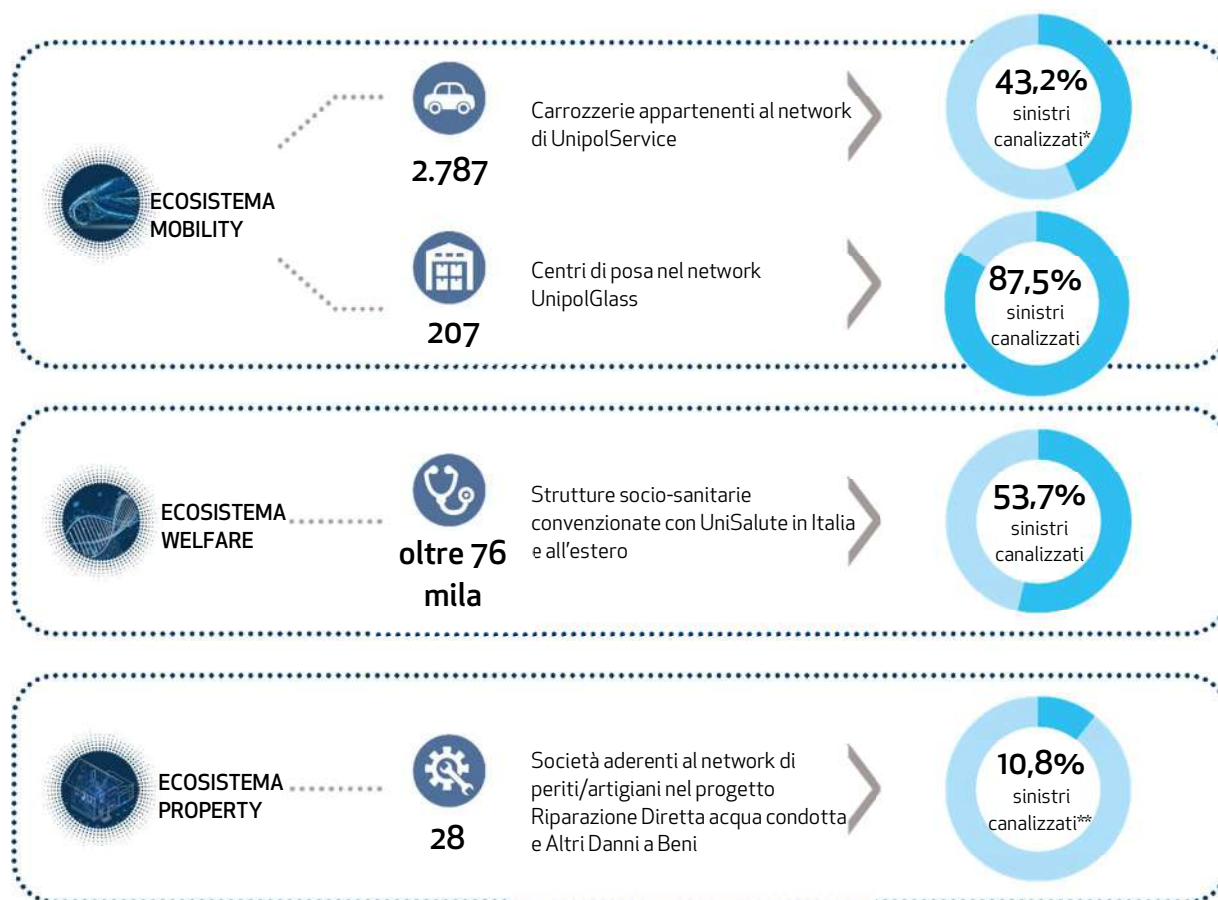 ECOSISTEMA
MOBILITY
2.787
Carrozzerie appartenenti al network
di UnipolService
43,2%
sinistri
canalizzati*
207
Centri di posa nel network
UnipolGlass
87,5%
sinistri
canalizzati
ECOSISTEMA
WELFARE
oltre 76
mila
Strutture socio-sanitarie
convenzionate con UniSalute in Italia
e all'estero
53,7%
sinistri
canalizzati
ECOSISTEMA
PROPERTY
28
Società aderenti al network di
periti/artigiani nel progetto
Riparazione Diretta acqua condotta
e Altri Danni a Beni
10,8%
sinistri
canalizzati**